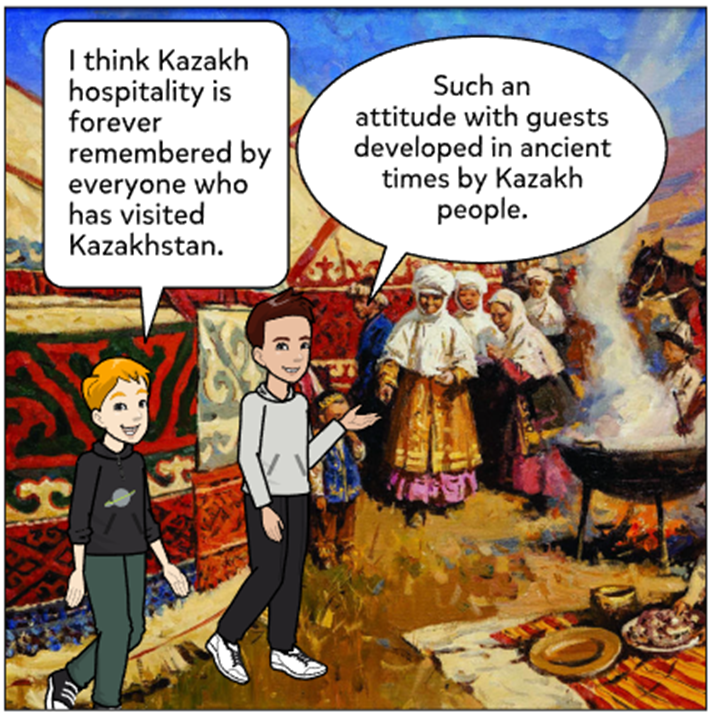 I think Kazakh
hospitality is
forever
remembered by
everyone who
has visited
Kazakhstan.
Such an
attitude with guests
developed in ancient
times by Kazakh
people.